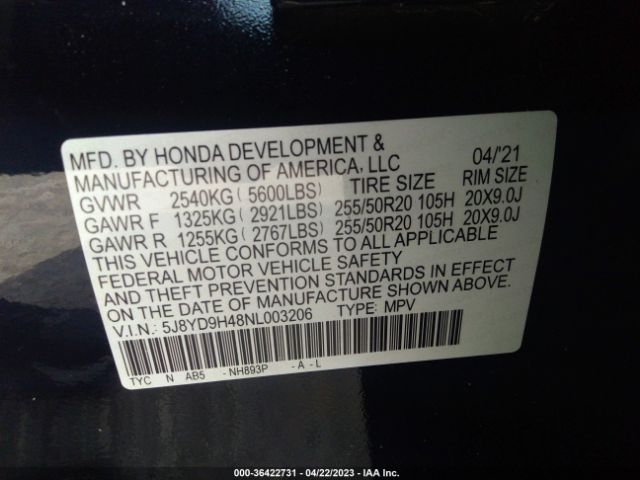 MFD. BY HONDA DEVELOPMENT & 04/'21
MANUFACTURING OF AMERICA, LLC
GVWR 2540KG ( 5600LBS) TIRE SIZE RIM SIZE
GAWR F 1325KG ( 2921LBS) 255/50R20 105H 20X9.0J
GAWR R 1255KG ( 2767LBS) 255/50R20 105H 20X9.0J
THIS VEHICLE CONFORMS TO ALL APPLICABLE
FEDERAL MOTOR VEHICLE SAFETY
AND THEFT PREVENTION STANDARDS IN EFFECT
ON THE DATE OF MANUFACTURE SHOWN ABOVE.
V.I.N.: 5J8YD9H48NL003206 TYPE: MPV
TYC N AB5 -NH893P - A - L
000-36422731 - 04/22/2023 - IAA Inc.